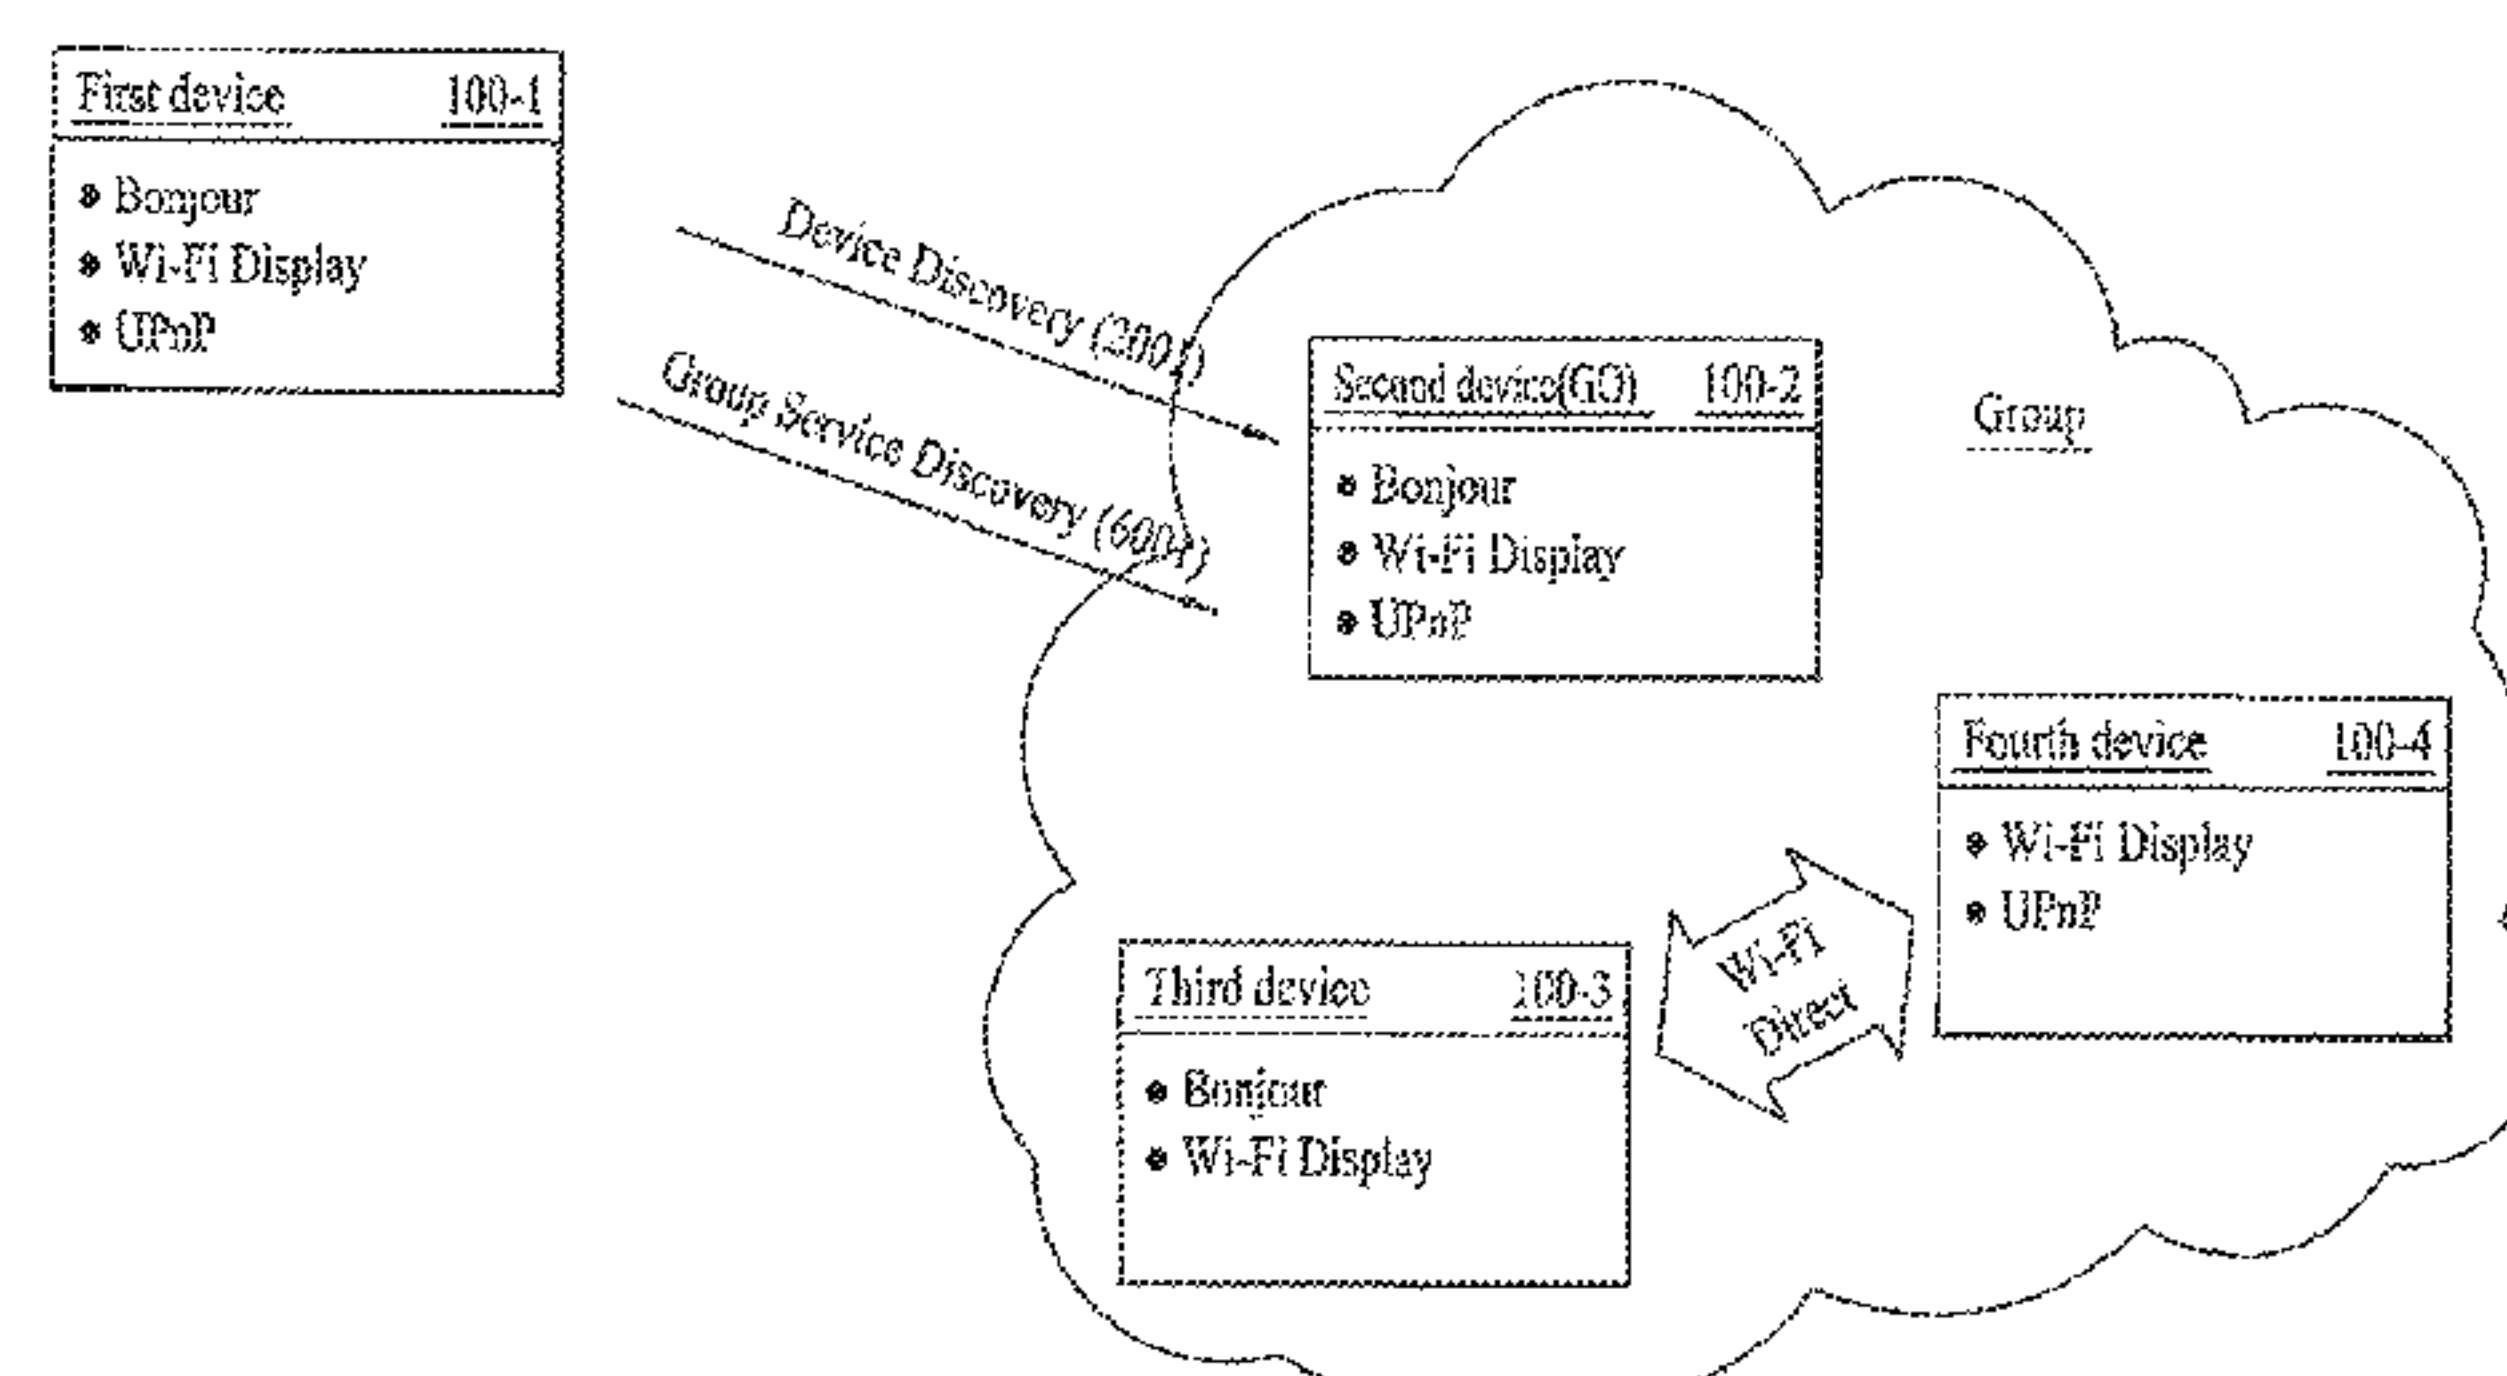 First device 100-1
• Bonjour
• Wi-Fi Display
• UPnP
Device Discovery (2001)
Group Service Discovery (6001)
Second device(GO) 100-2
• Bonjour
• Wi-Fi Display
• UPnP
Group
Fourth device 100-4
• Wi-Fi Display
• UPnP
Wi-Fi
Direct
Third device 100-3
• Bonjour
• Wi-Fi Display